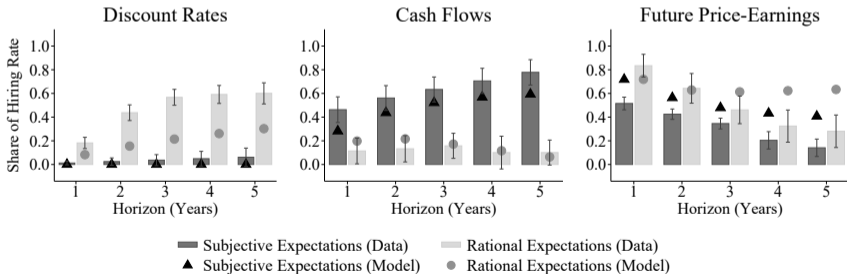 Discount Rates
Cash Flows
Future Price-Earnings
Share of Hiring Rate
1.0
0.8
0.6
0.4
0.2
0.0
1 2 3 4 5
Horizon (Years)
1.0
0.8
0.6
0.4
0.2
0.0
1 2 3 4 5
Horizon (Years)
1.0
0.8
0.6
0.4
0.2
0.0
1 2 3 4 5
Horizon (Years)
Subjective Expectations (Data)
Rational Expectations (Data)
Subjective Expectations (Model)
Rational Expectations (Model)